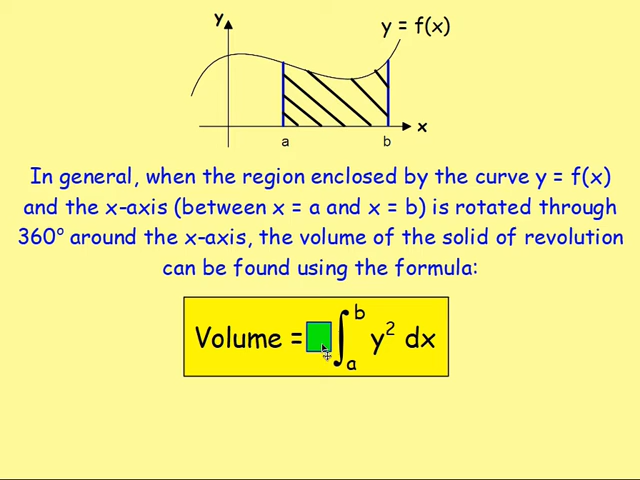 y
y = f(x)
x
a
b
In general, when the region enclosed by the curve y = f(x)
and the x-axis (between x = a and x = b) is rotated through
360° around the x-axis, the volume of the solid of revolution
can be found using the formula:
Volume = ∫ₐᵇ y² dx